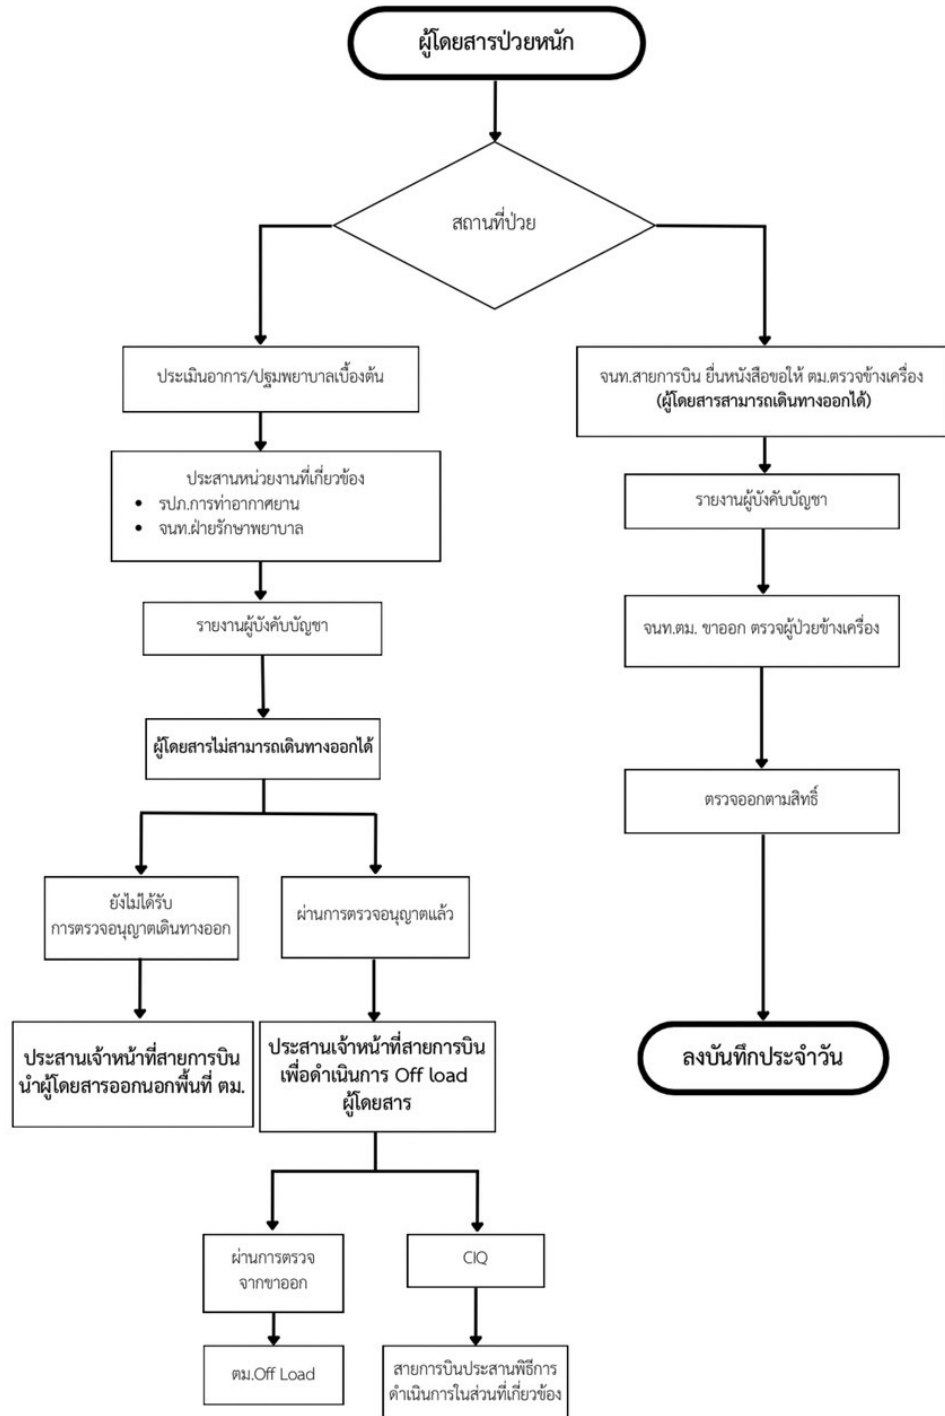 ผู้โดยสารป่วยหนัก
สถานที่ป่วย
ประเมินอาการ/ปฐมพยาบาลเบื้องต้น
ประสานหน่วยงานที่เกี่ยวข้อง
• รปภ.การท่าอากาศยาน
• จนท.ฝ่ายรักษาพยาบาล
รายงานผู้บังคับบัญชา
ผู้โดยสารไม่สามารถเดินทางออกได้
ยังไม่ได้รับ
การตรวจอนุญาตเดินทางออก
ประสานเจ้าหน้าที่สายการบิน
นำผู้โดยสารออกนอกพื้นที่ ตม.
ผ่านการตรวจอนุญาตแล้ว
ประสานเจ้าหน้าที่สายการบิน
เพื่อดำเนินการ Off load
ผู้โดยสาร
ผ่านการตรวจ
จากขาออก
ตม.Off Load
CIQ
สายการบินประสานพิธีการ
ดำเนินการในส่วนที่เกี่ยวข้อง
จนท.สายการบิน ยื่นหนังสือขอให้ ตม.ตรวจข้างเครื่อง
(ผู้โดยสารสามารถเดินทางออกได้)
รายงานผู้บังคับบัญชา
จนท.ตม. ขาออก ตรวจผู้ป่วยข้างเครื่อง
ตรวจออกตามสิทธิ์
ลงบันทึกประจำวัน